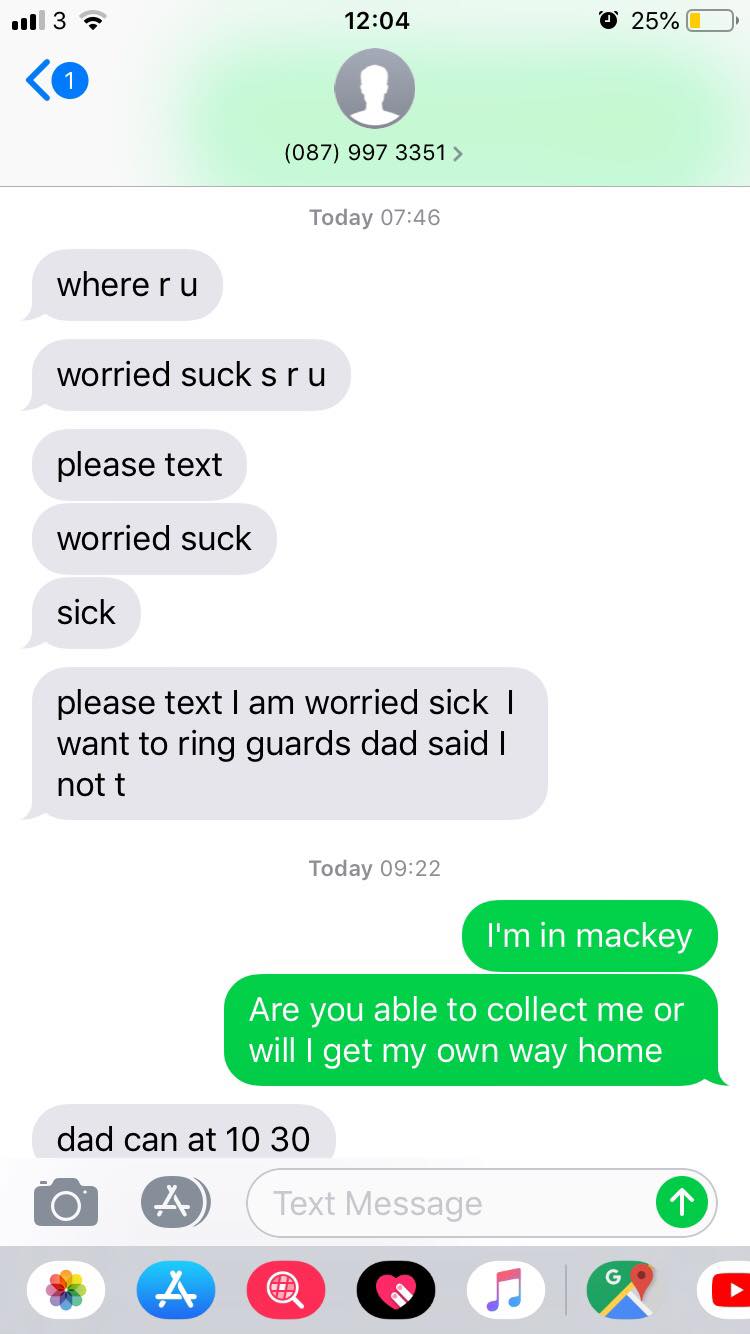 3 12:04 25%
1
(087) 997 3351
Today 07:46
where r u
worried suck s r u
please text
worried suck
sick
please text I am worried sick  I
want to ring guards dad said I
not t
Today 09:22
I'm in mackey
Are you able to collect me or
will I get my own way home
dad can at 10 30
Text Message
G